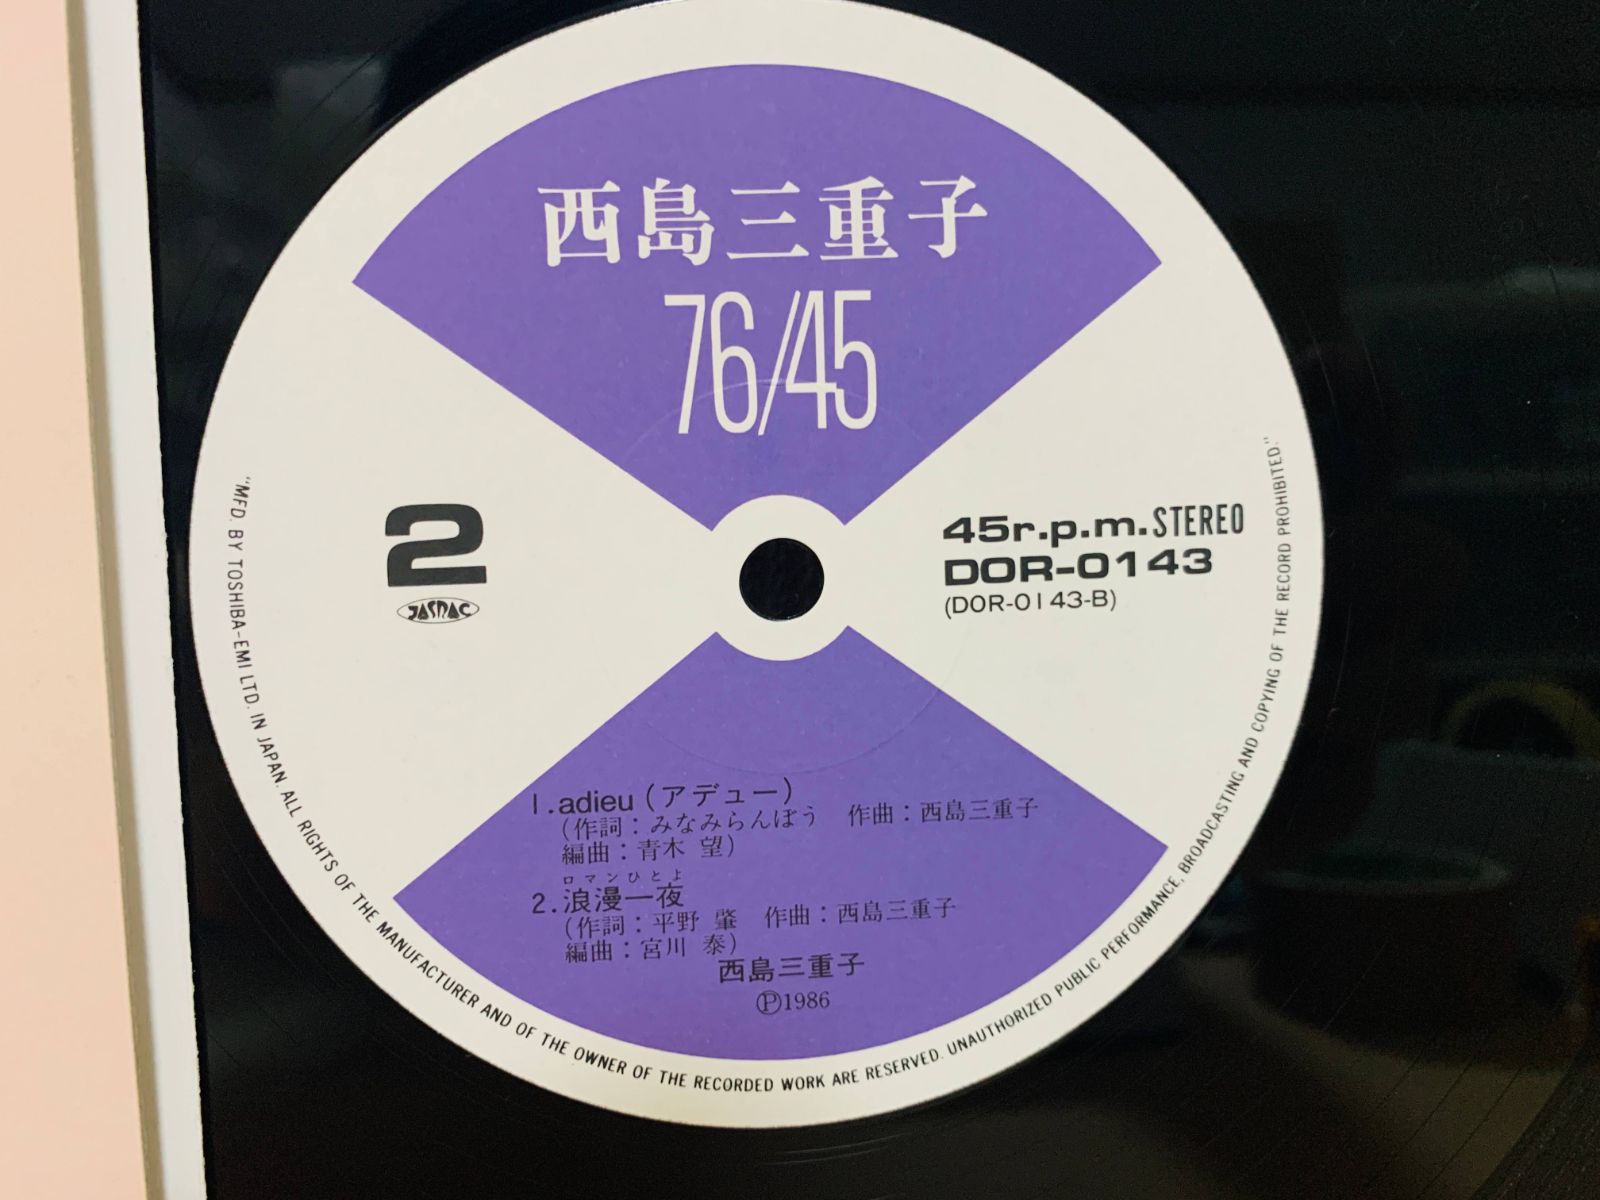 西島三重子
76/45
2
JASRAC
45r.p.m. STEREO
DOR-0143
(DOR-0143-B)
1.adieu(アデュー)
(作詞:みなみらんぼう 作曲:西島三重子
編曲:青木 望)
ロマンひとよ
2.浪漫一夜
(作詞:平野 肇 作曲:西島三重子
編曲:宮川 泰)
西島三重子
Ⓟ1986
"MFD. BY TOSHIBA-EMI LTD. IN JAPAN. ALL RIGHTS OF THE MANUFACTURER AND OF THE OWNER OF THE RECORDED WORK ARE RESERVED. UNAUTHORIZED PUBLIC PERFORMANCE, BROADCASTING AND COPYING OF THE RECORD PROHIBITED."